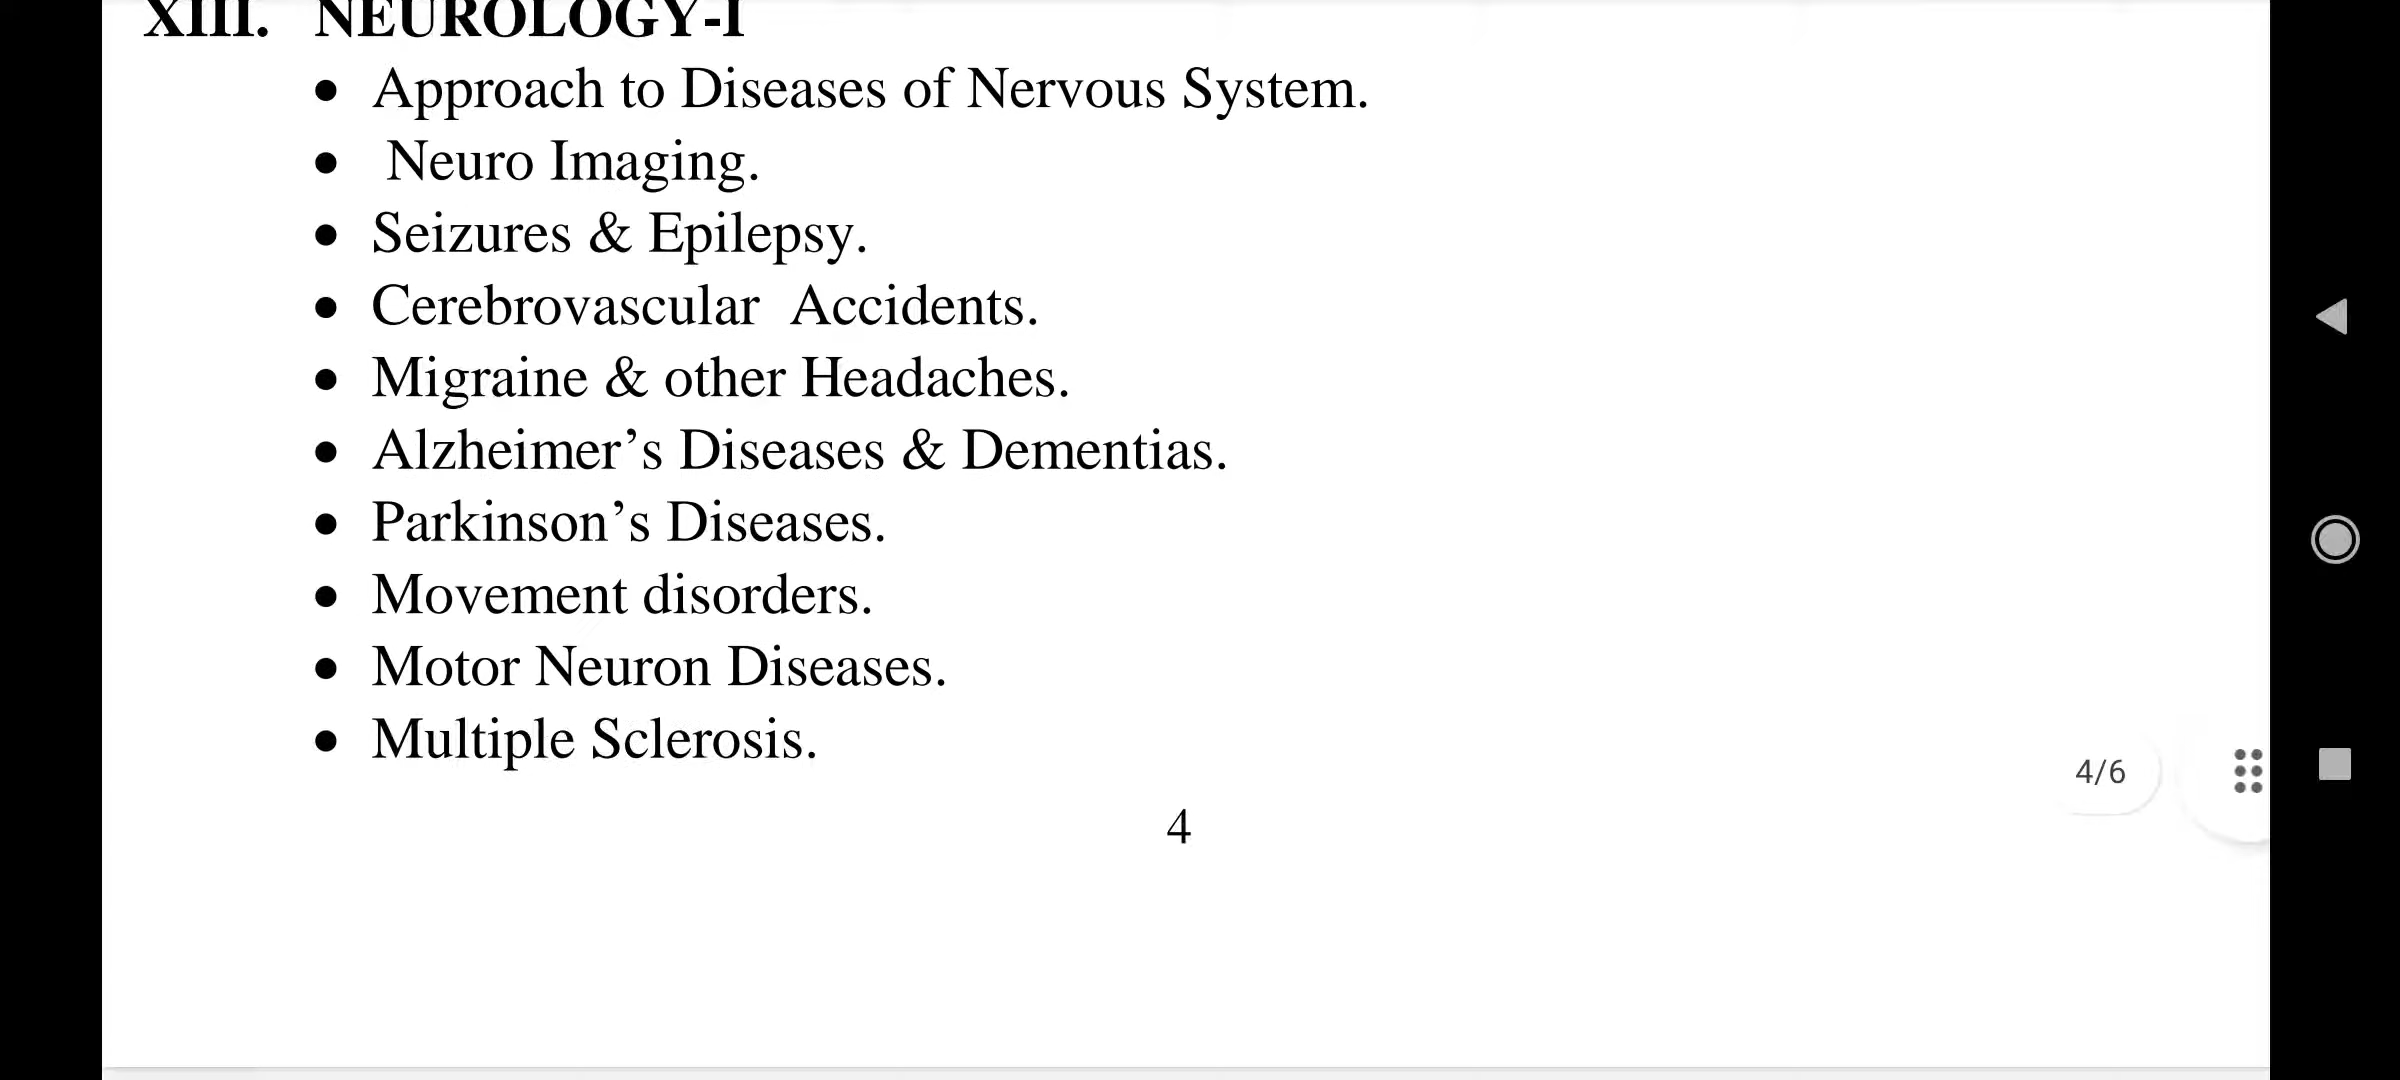 XIII. NEUROLOGY-I
• Approach to Diseases of Nervous System.
• Neuro Imaging.
• Seizures & Epilepsy.
• Cerebrovascular  Accidents.
• Migraine & other Headaches.
• Alzheimer’s Diseases & Dementias.
• Parkinson’s Diseases.
• Movement disorders.
• Motor Neuron Diseases.
• Multiple Sclerosis.
4/6
4